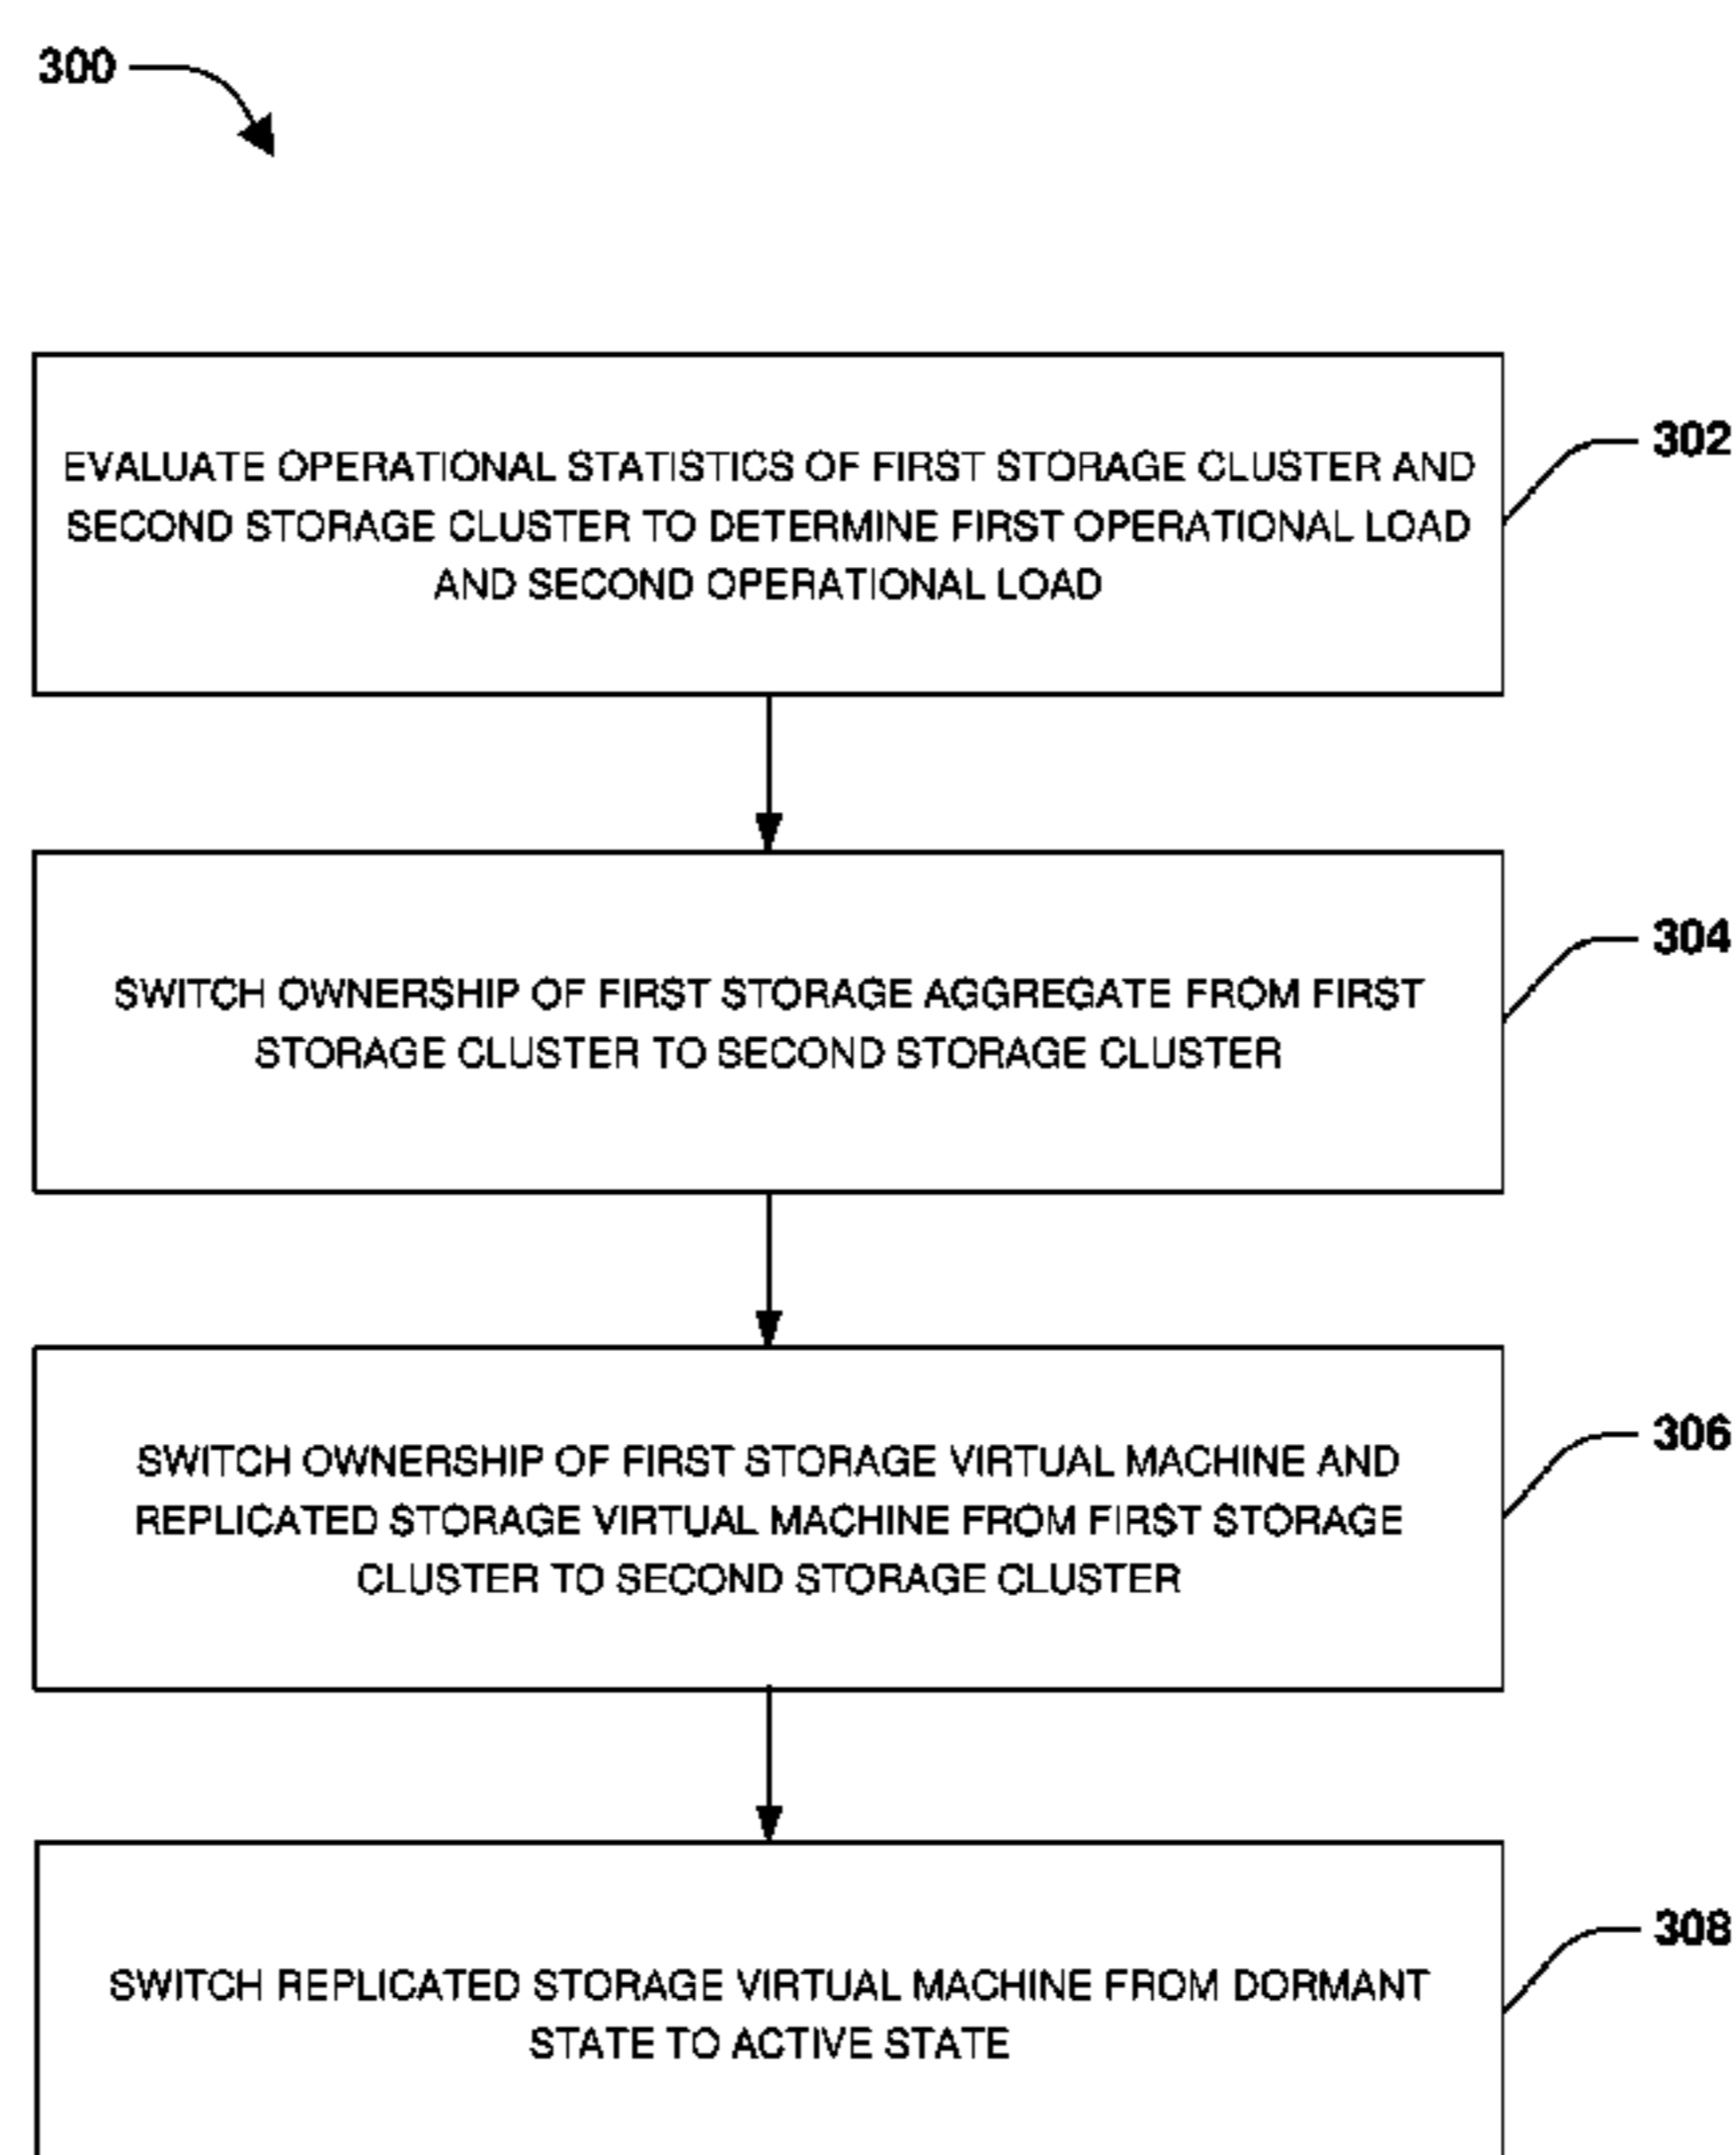 300
EVALUATE OPERATIONAL STATISTICS OF FIRST STORAGE CLUSTER AND
SECOND STORAGE CLUSTER TO DETERMINE FIRST OPERATIONAL LOAD
AND SECOND OPERATIONAL LOAD
302
SWITCH OWNERSHIP OF FIRST STORAGE AGGREGATE FROM FIRST
STORAGE CLUSTER TO SECOND STORAGE CLUSTER
304
SWITCH OWNERSHIP OF FIRST STORAGE VIRTUAL MACHINE AND
REPLICATED STORAGE VIRTUAL MACHINE FROM FIRST STORAGE
CLUSTER TO SECOND STORAGE CLUSTER
306
SWITCH REPLICATED STORAGE VIRTUAL MACHINE FROM DORMANT
STATE TO ACTIVE STATE
308